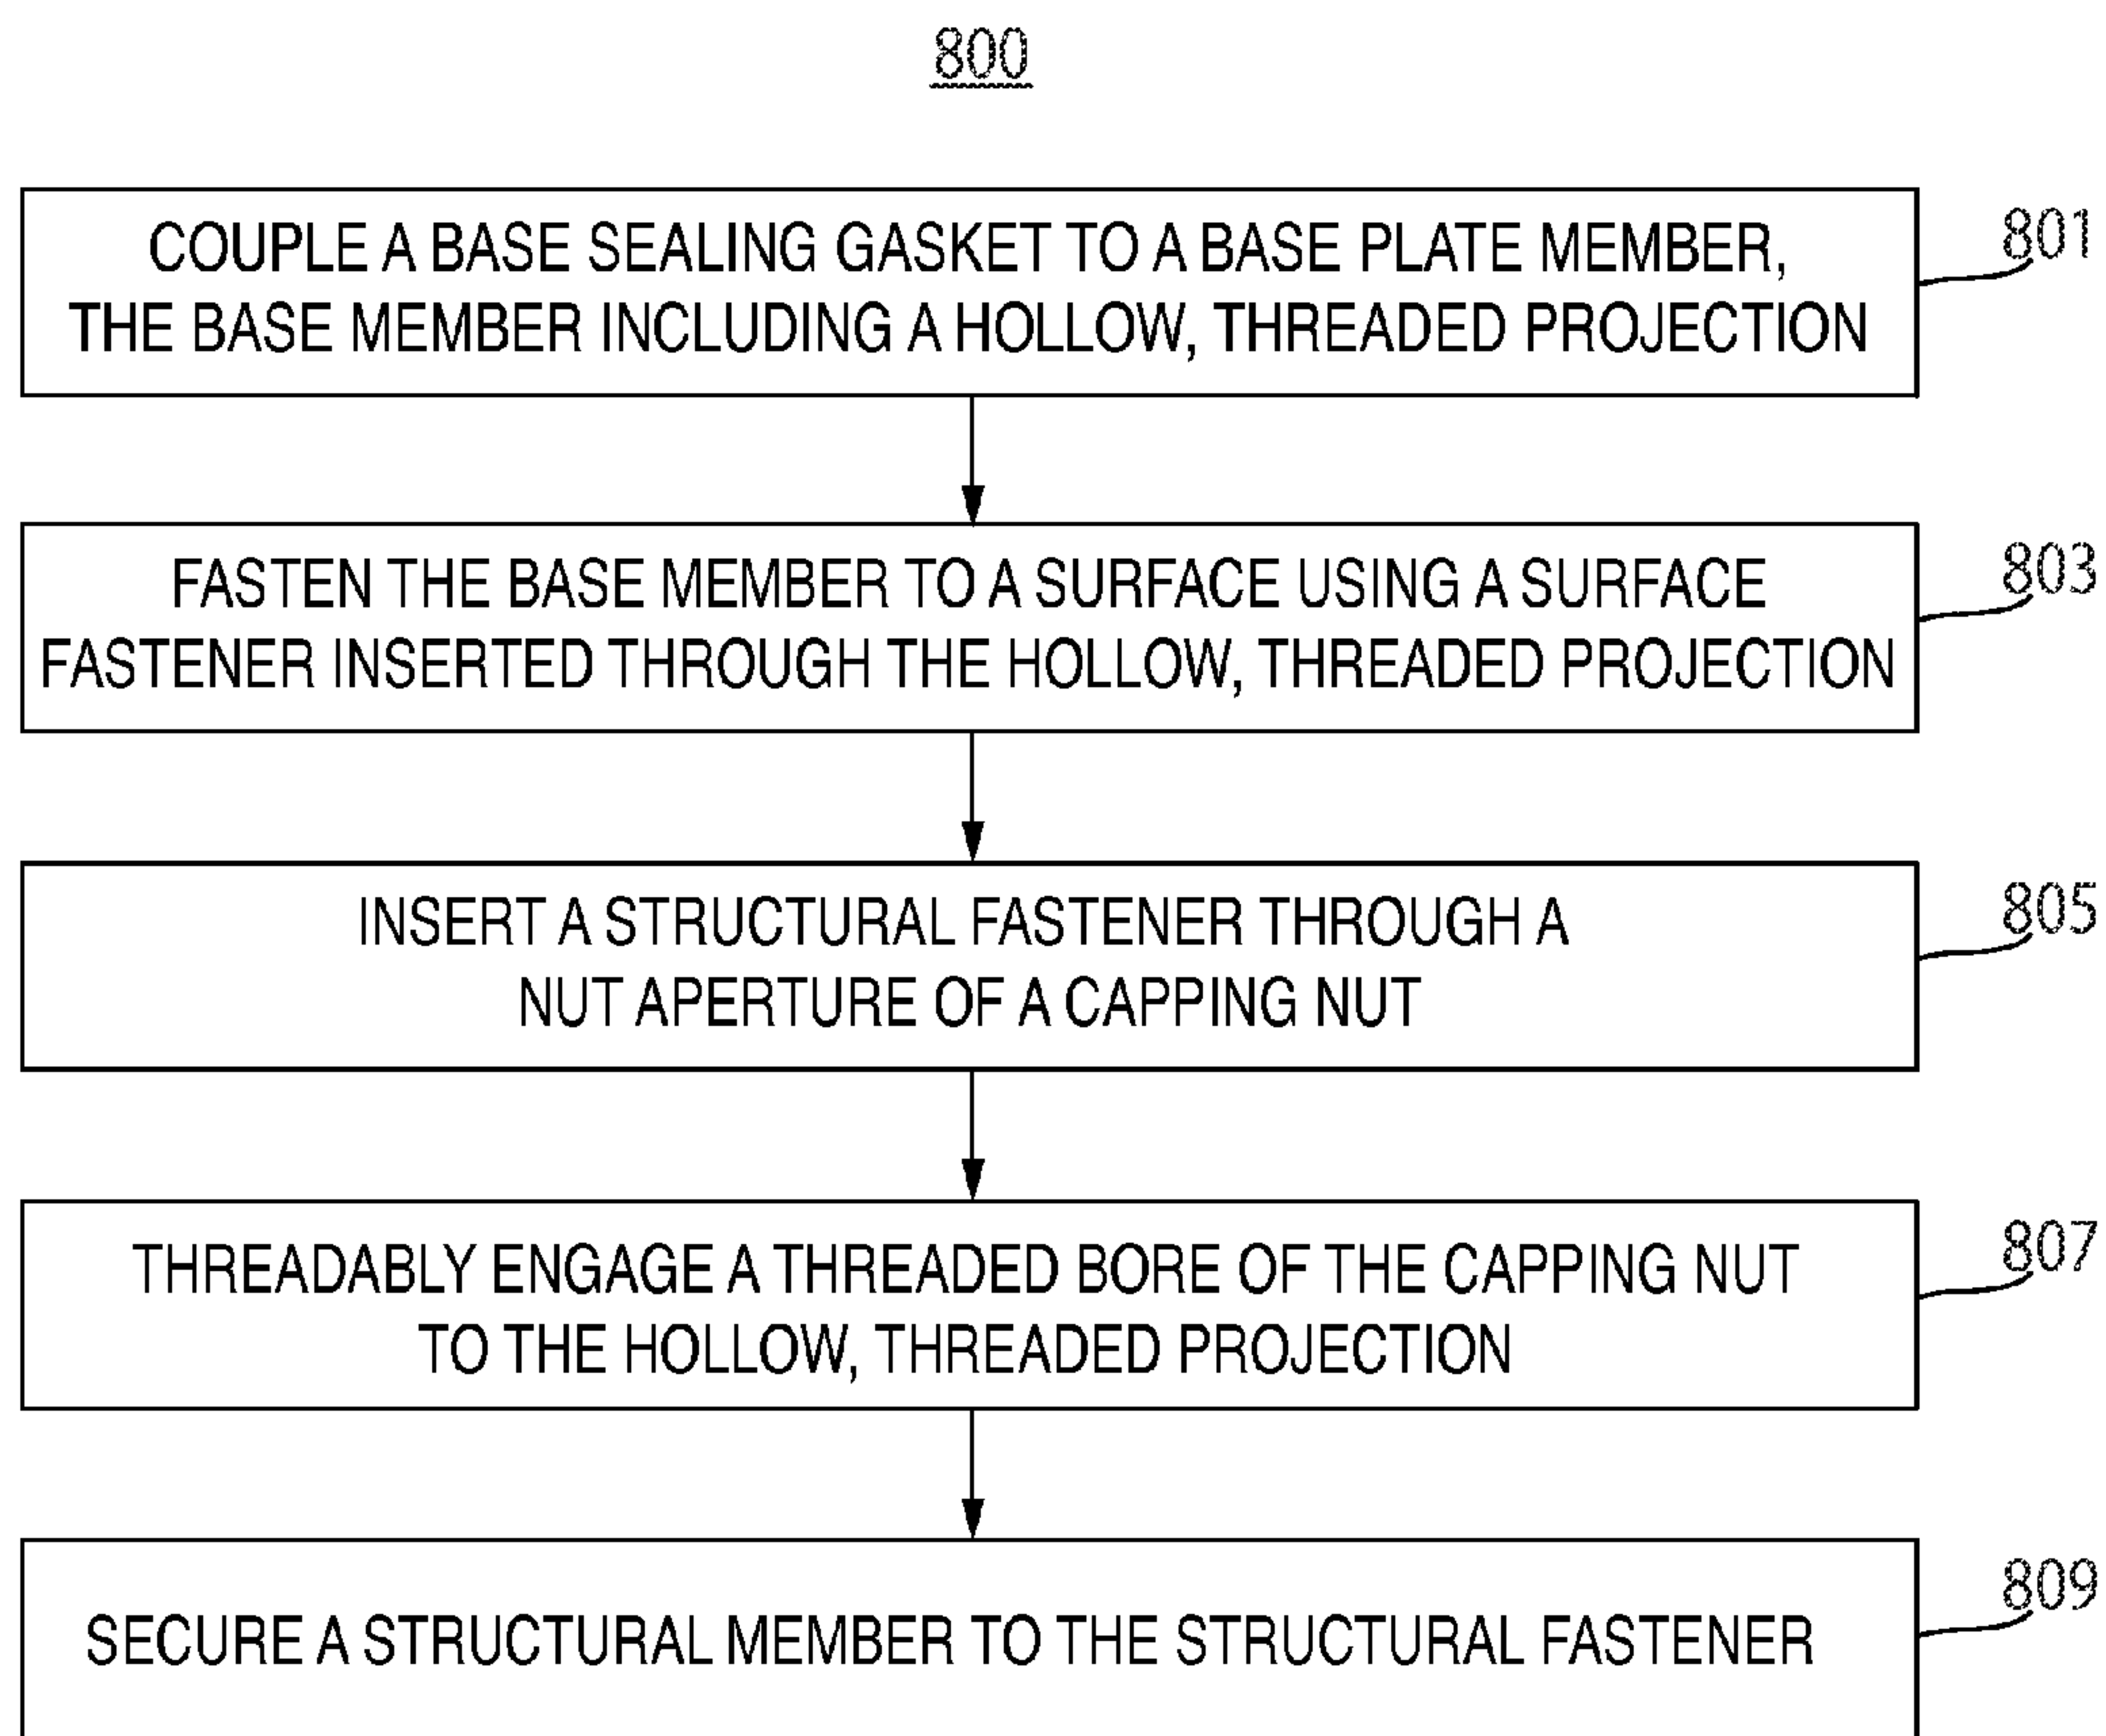 800
COUPLE A BASE SEALING GASKET TO A BASE PLATE MEMBER,
THE BASE MEMBER INCLUDING A HOLLOW, THREADED PROJECTION
801
FASTEN THE BASE MEMBER TO A SURFACE USING A SURFACE
FASTENER INSERTED THROUGH THE HOLLOW, THREADED PROJECTION
803
INSERT A STRUCTURAL FASTENER THROUGH A
NUT APERTURE OF A CAPPING NUT
805
THREADABLY ENGAGE A THREADED BORE OF THE CAPPING NUT
TO THE HOLLOW, THREADED PROJECTION
807
SECURE A STRUCTURAL MEMBER TO THE STRUCTURAL FASTENER
809